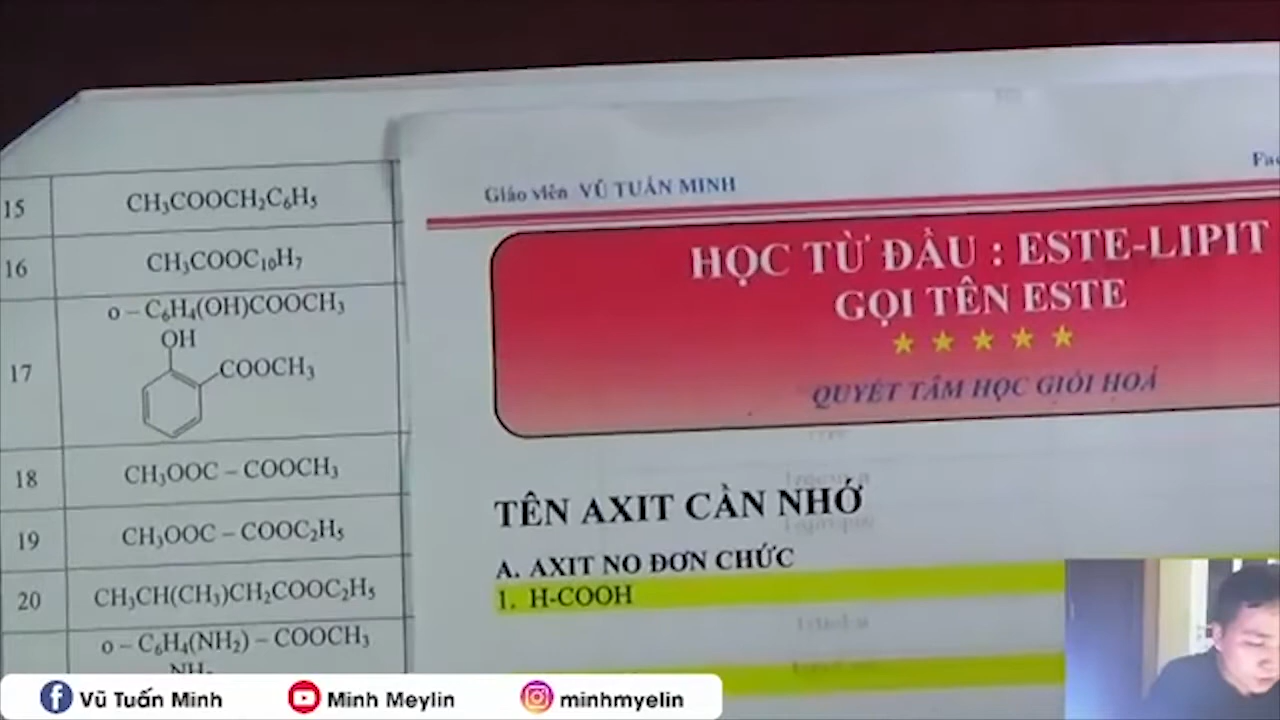 15 CH₃COOCH₂C₆H₅
16 CH₃COOC₁₀H₇
17 o – C₆H₄(OH)COOCH₃
OH
COOCH₃
18 CH₃OOC – COOCH₃
19 CH₃OOC – COOC₂H₅
20 CH₃CH(CH₃)CH₂COOC₂H₅
o – C₆H₄(NH₂) – COOCH₃
NH₂
Giáo viên VŨ TUẤN MINH
HỌC TỪ ĐẦU : ESTE-LIPIT
GỌI TÊN ESTE
QUYẾT TÂM HỌC GIỎI HOÁ
TÊN AXIT CẦN NHỚ
A. AXIT NO ĐƠN CHỨC
1. H-COOH
Vũ Tuấn Minh
Minh Meylin
minhmyelin